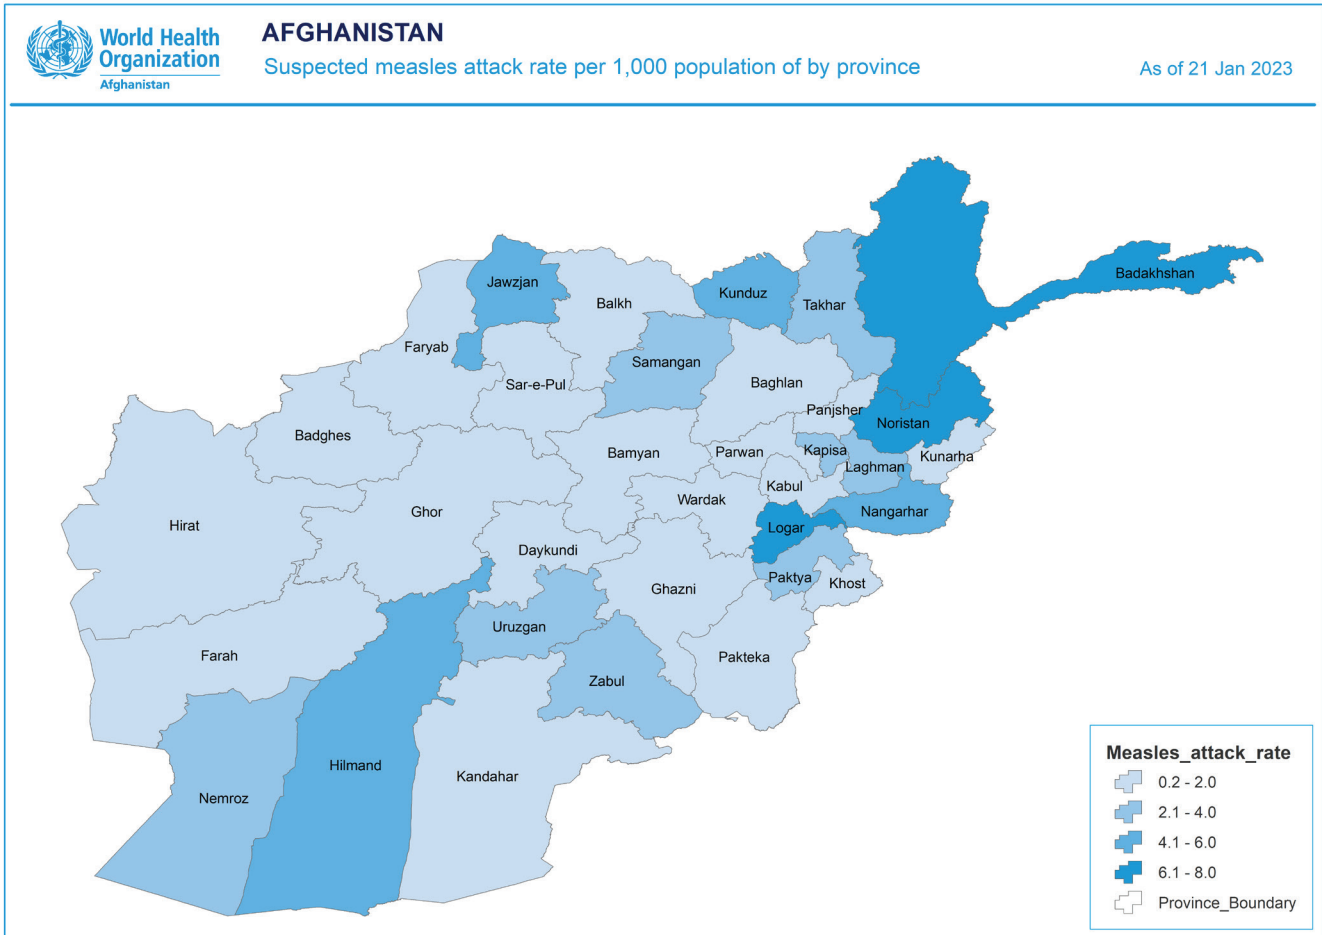 World Health
Organization
Afghanistan
AFGHANISTAN
Suspected measles attack rate per 1,000 population of by province
As of 21 Jan 2023
Badakhshan
Jawzjan
Kunduz
Balkh
Takhar
Faryab
Samangan
Sar-e-Pul
Baghlan
Panjsher
Noristan
Badghes
Bamyan
Parwan
Kapisa
Kunarha
Laghman
Kabul
Wardak
Ghor
Nangarhar
Hirat
Logar
Daykundi
Paktya
Khost
Ghazni
Uruzgan
Farah
Pakteka
Zabul
Hilmand
Kandahar
Nemroz
Measles_attack_rate
0.2 - 2.0
2.1 - 4.0
4.1 - 6.0
6.1 - 8.0
Province_Boundary